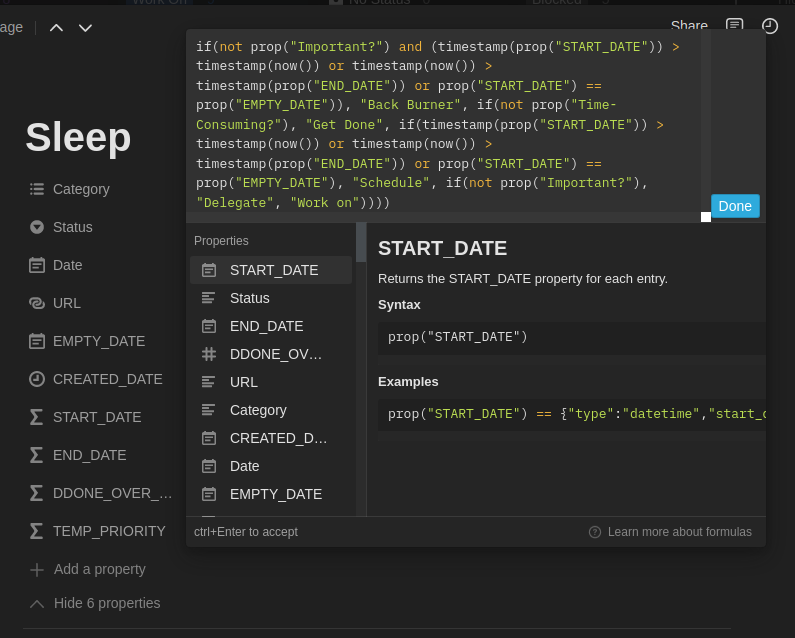 Work On
No Status
Blocked
age
Share
if(not prop("Important?") and (timestamp(prop("START_DATE")) >
timestamp(now()) or timestamp(now()) >
timestamp(prop("END_DATE")) or prop("START_DATE") ==
prop("EMPTY_DATE")), "Back Burner", if(not prop("Time-
Consuming?"), "Get Done", if(timestamp(prop("START_DATE")) >
timestamp(now()) or timestamp(now()) >
timestamp(prop("END_DATE")) or prop("START_DATE") ==
prop("EMPTY_DATE"), "Schedule", if(not prop("Important?"),
"Delegate", "Work on"))))
Done
Sleep
Category
Status
Date
URL
EMPTY_DATE
CREATED_DATE
START_DATE
END_DATE
DDONE_OVER_...
TEMP_PRIORITY
Add a property
Hide 6 properties
Properties
START_DATE
Status
END_DATE
DDONE_OV...
URL
Category
CREATED_D...
Date
EMPTY_DATE
START_DATE
Returns the START_DATE property for each entry.
Syntax
prop("START_DATE")
Examples
prop("START_DATE") == {"type":"datetime","start_d
ctrl+Enter to accept
Learn more about formulas